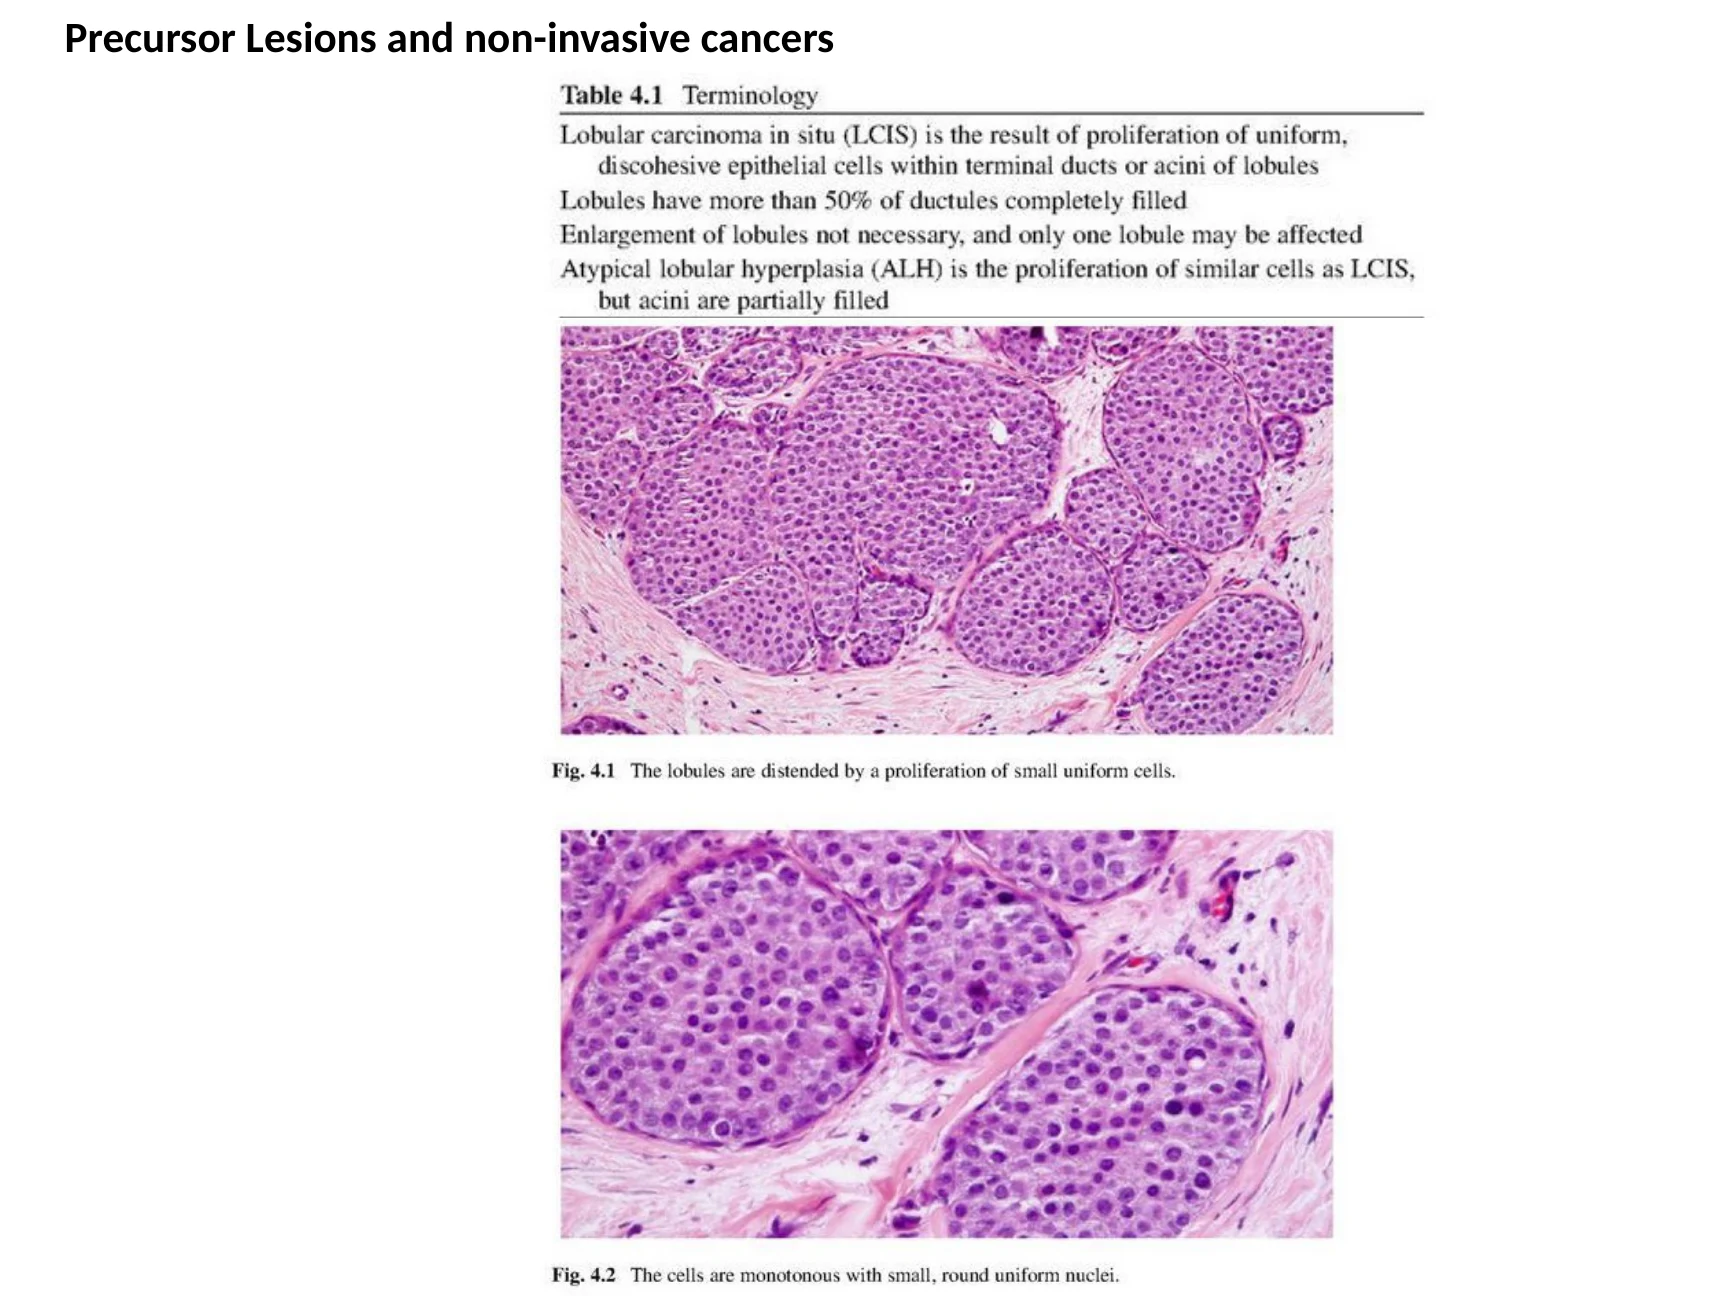 Precursor Lesions and non-invasive cancers
Table 4.1 Terminology
Lobular carcinoma in situ (LCIS) is the result of proliferation of uniform,
discohesive epithelial cells within terminal ducts or acini of lobules
Lobules have more than 50% of ductules completely filled
Enlargement of lobules not necessary, and only one lobule may be affected
Atypical lobular hyperplasia (ALH) is the proliferation of similar cells as LCIS,
but acini are partially filled
Fig. 4.1 The lobules are distended by a proliferation of small uniform cells.
Fig. 4.2 The cells are monotonous with small, round uniform nuclei.